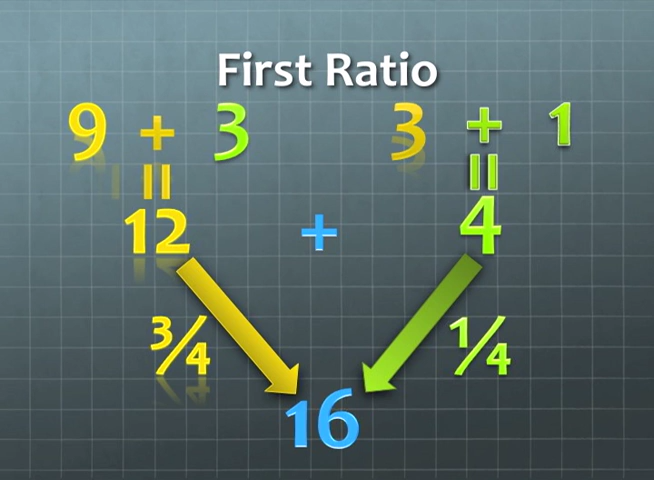 First Ratio
9 + 3 3 + 1
= =
12 + 4
¾ ¼
16